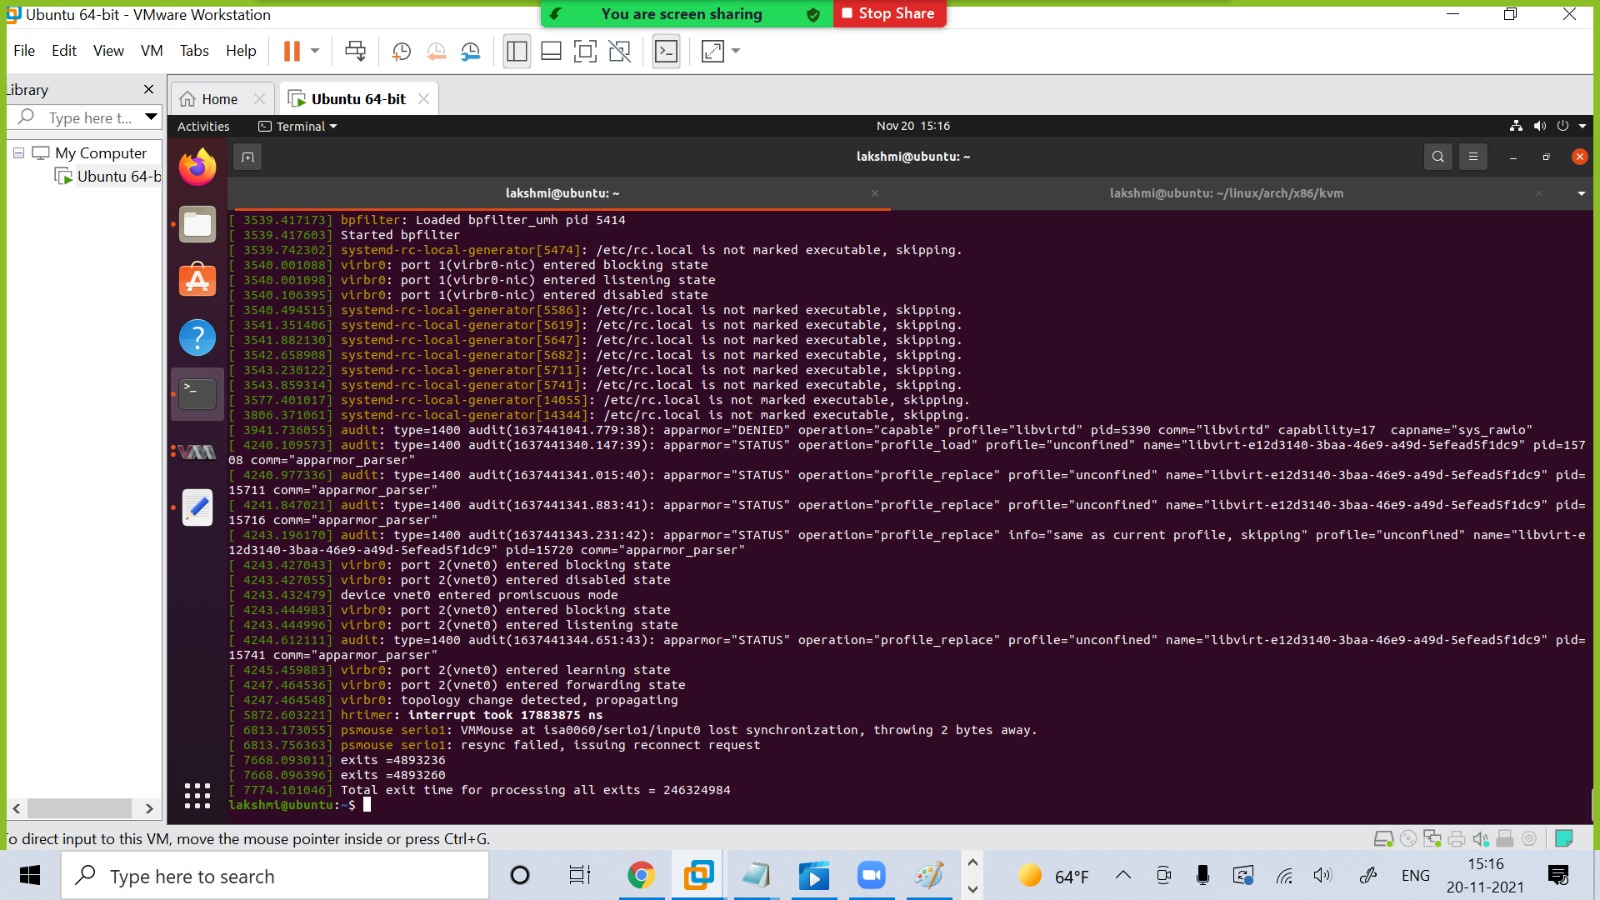 Ubuntu 64-bit - VMware Workstation
You are screen sharing
Stop Share
File Edit View VM Tabs Help
Library
Type here t...
My Computer
Ubuntu 64-b
Home
Ubuntu 64-bit
Activities
Terminal
Nov 20 15:16
lakshmi@ubuntu: ~
lakshmi@ubuntu: ~
lakshmi@ubuntu: ~/linux/arch/x86/kvm
[ 3539.417173] bpfilter: Loaded bpfilter_umh pid 5414
[ 3539.417603] Started bpfilter
[ 3539.742302] systemd-rc-local-generator[5474]: /etc/rc.local is not marked executable, skipping.
[ 3540.001088] virbr0: port 1(virbr0-nic) entered blocking state
[ 3540.001098] virbr0: port 1(virbr0-nic) entered listening state
[ 3540.106395] virbr0: port 1(virbr0-nic) entered disabled state
[ 3540.494515] systemd-rc-local-generator[5586]: /etc/rc.local is not marked executable, skipping.
[ 3541.351406] systemd-rc-local-generator[5619]: /etc/rc.local is not marked executable, skipping.
[ 3541.882130] systemd-rc-local-generator[5647]: /etc/rc.local is not marked executable, skipping.
[ 3542.658908] systemd-rc-local-generator[5682]: /etc/rc.local is not marked executable, skipping.
[ 3543.230122] systemd-rc-local-generator[5711]: /etc/rc.local is not marked executable, skipping.
[ 3543.859314] systemd-rc-local-generator[5741]: /etc/rc.local is not marked executable, skipping.
[ 3577.401017] systemd-rc-local-generator[14055]: /etc/rc.local is not marked executable, skipping.
[ 3806.371061] systemd-rc-local-generator[14344]: /etc/rc.local is not marked executable, skipping.
[ 3941.736055] audit: type=1400 audit(1637441041.779:38): apparmor="DENIED" operation="capable" profile="libvirtd" pid=5390 comm="libvirtd" capability=17  capname="sys_rawio"
[ 4240.109573] audit: type=1400 audit(1637441340.147:39): apparmor="STATUS" operation="profile_load" profile="unconfined" name="libvirt-e12d3140-3baa-46e9-a49d-5efead5f1dc9" pid=157
08 comm="apparmor_parser"
[ 4240.977336] audit: type=1400 audit(1637441341.015:40): apparmor="STATUS" operation="profile_replace" profile="unconfined" name="libvirt-e12d3140-3baa-46e9-a49d-5efead5f1dc9" pid=
15711 comm="apparmor_parser"
[ 4241.847021] audit: type=1400 audit(1637441341.883:41): apparmor="STATUS" operation="profile_replace" profile="unconfined" name="libvirt-e12d3140-3baa-46e9-a49d-5efead5f1dc9" pid=
15716 comm="apparmor_parser"
[ 4243.196170] audit: type=1400 audit(1637441343.231:42): apparmor="STATUS" operation="profile_replace" info="same as current profile, skipping" profile="unconfined" name="libvirt-e
12d3140-3baa-46e9-a49d-5efead5f1dc9" pid=15720 comm="apparmor_parser"
[ 4243.427043] virbr0: port 2(vnet0) entered blocking state
[ 4243.427055] virbr0: port 2(vnet0) entered disabled state
[ 4243.432479] device vnet0 entered promiscuous mode
[ 4243.444983] virbr0: port 2(vnet0) entered blocking state
[ 4243.444996] virbr0: port 2(vnet0) entered listening state
[ 4244.612111] audit: type=1400 audit(1637441344.651:43): apparmor="STATUS" operation="profile_replace" profile="unconfined" name="libvirt-e12d3140-3baa-46e9-a49d-5efead5f1dc9" pid=
15741 comm="apparmor_parser"
[ 4245.459883] virbr0: port 2(vnet0) entered learning state
[ 4247.464536] virbr0: port 2(vnet0) entered forwarding state
[ 4247.464548] virbr0: topology change detected, propagating
[ 5872.603221] hrtimer: interrupt took 17883875 ns
[ 6813.173055] psmouse serio1: VMMouse at isa0060/serio1/input0 lost synchronization, throwing 2 bytes away.
[ 6813.756363] psmouse serio1: resync failed, issuing reconnect request
[ 7668.093011] exits =4893236
[ 7668.096396] exits =4893260
[ 7774.101046] Total exit time for processing all exits = 246324984
lakshmi@ubuntu:~$
To direct input to this VM, move the mouse pointer inside or press Ctrl+G.
Type here to search
64°F
ENG
15:16
20-11-2021